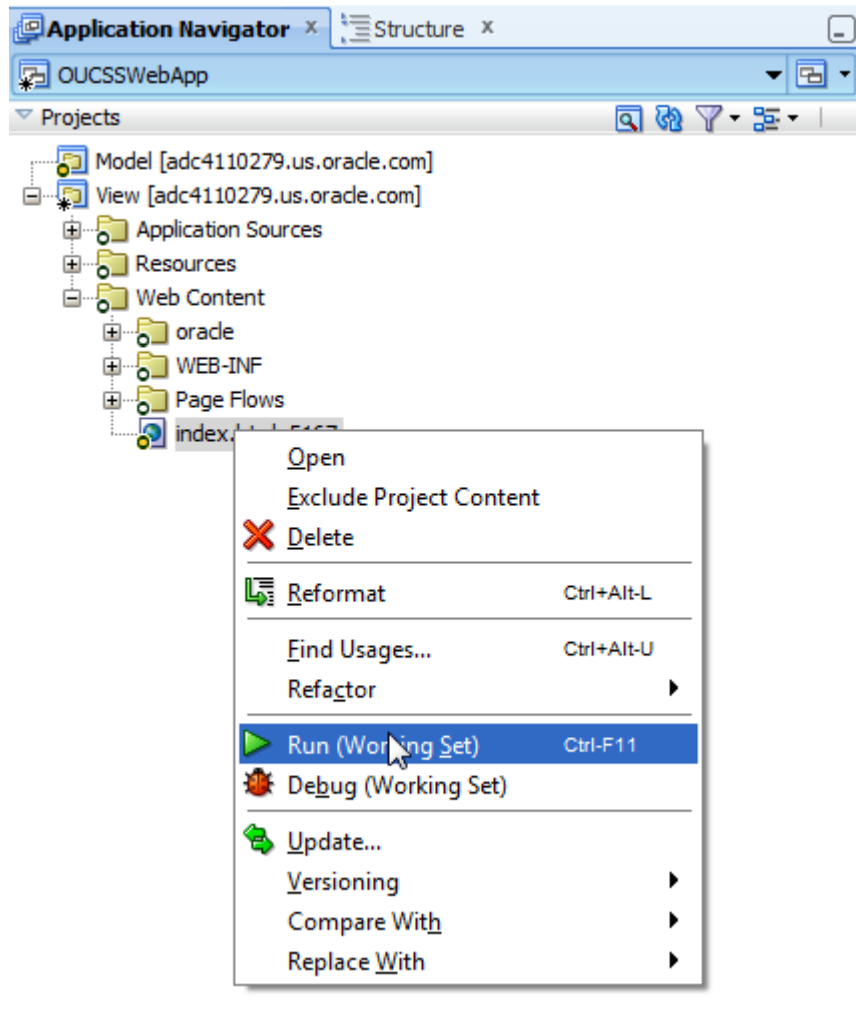 Application Navigator x Structure x
OUCSSWebApp
Projects
Model [adc4110279.us.oracle.com]
View [adc4110279.us.oracle.com]
Application Sources
Resources
Web Content
oracle
WEB-INF
Page Flows
index.
Open
Exclude Project Content
Delete
Reformat Ctrl+Alt-L
Find Usages... Ctrl+Alt-U
Refactor
Run (Working Set) Ctrl-F11
Debug (Working Set)
Update...
Versioning
Compare With
Replace With